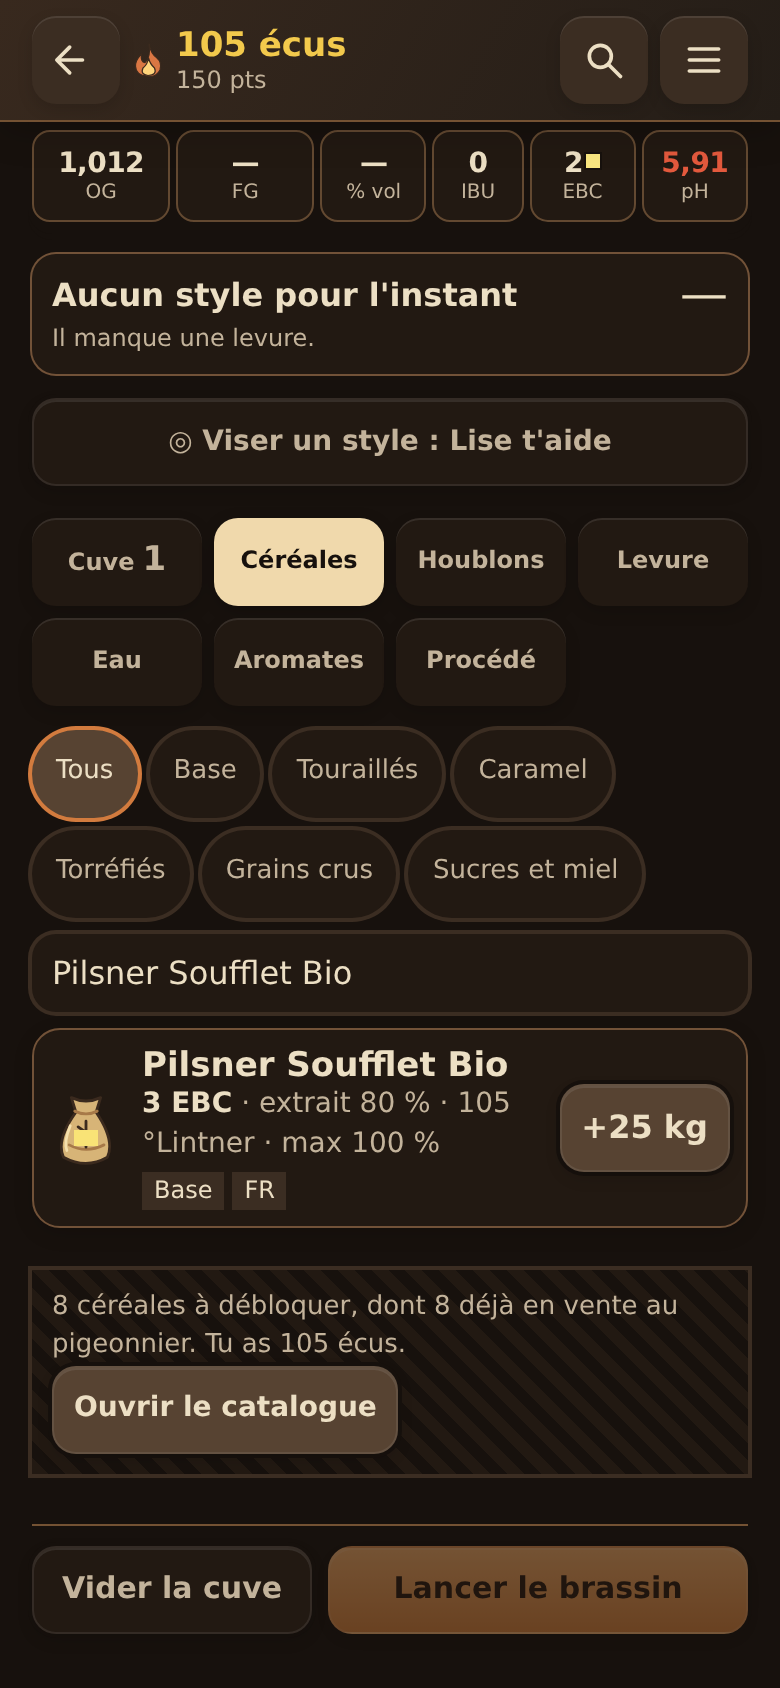 105 écus
150 pts
1,012
OG
—
FG
—
% vol
0
IBU
2
EBC
5,91
pH
Aucun style pour l'instant —
Il manque une levure.
◎ Viser un style : Lise t'aide
Cuve 1
Céréales
Houblons
Levure
Eau
Aromates
Procédé
Tous
Base
Touraillés
Caramel
Torréfiés
Grains crus
Sucres et miel
Pilsner Soufflet Bio
Pilsner Soufflet Bio
3 EBC · extrait 80 % · 105
°Lintner · max 100 %
Base
FR
+25 kg
8 céréales à débloquer, dont 8 déjà en vente au
pigeonnier. Tu as 105 écus.
Ouvrir le catalogue
Vider la cuve
Lancer le brassin